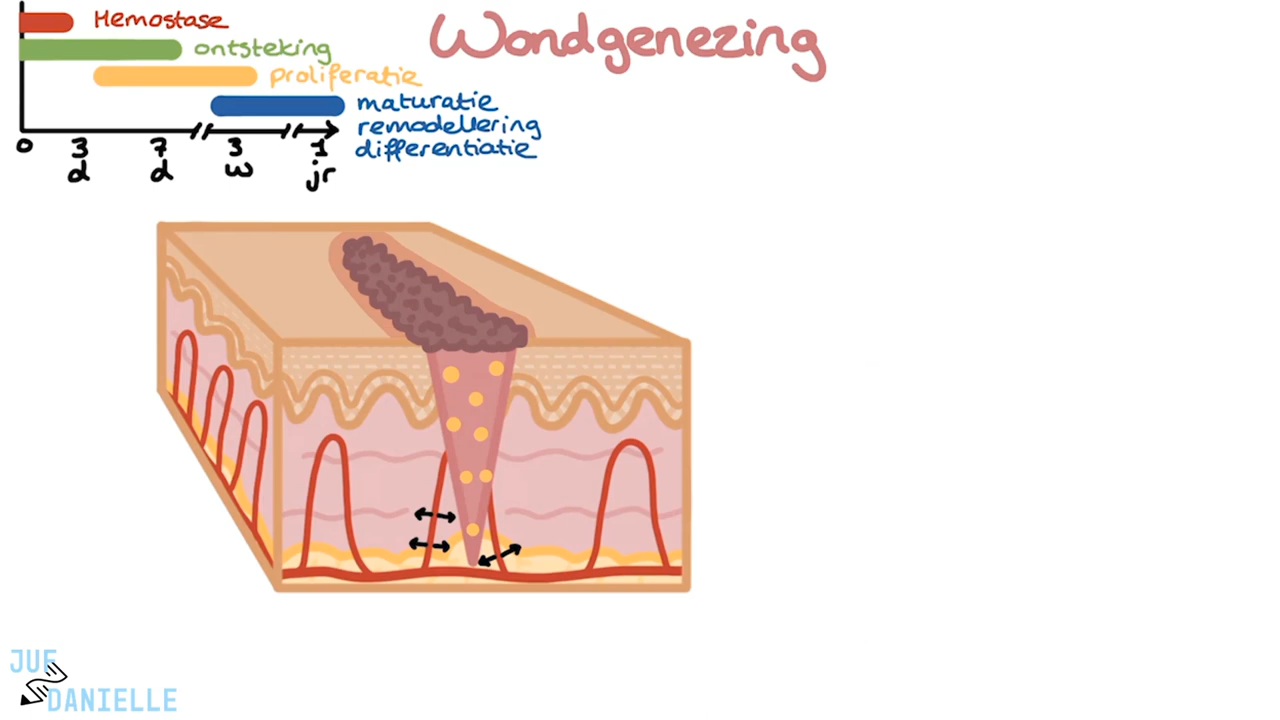 Hemostase
Wondgenezing
ontsteking
proliferatie
maturatie
remodellering
differentiatie
0 3 7 3 1
d d w jr
JUF
DANIELLE